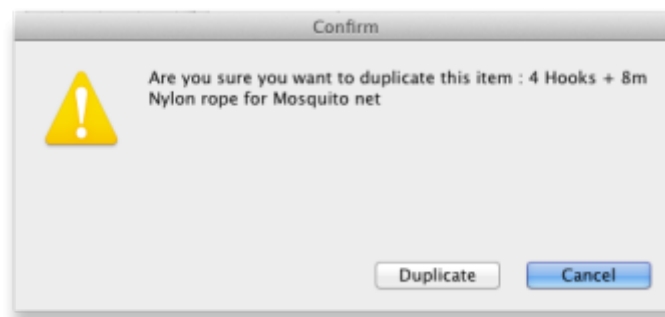 Confirm
Are you sure you want to duplicate this item : 4 Hooks + 8m
Nylon rope for Mosquito net
Duplicate Cancel